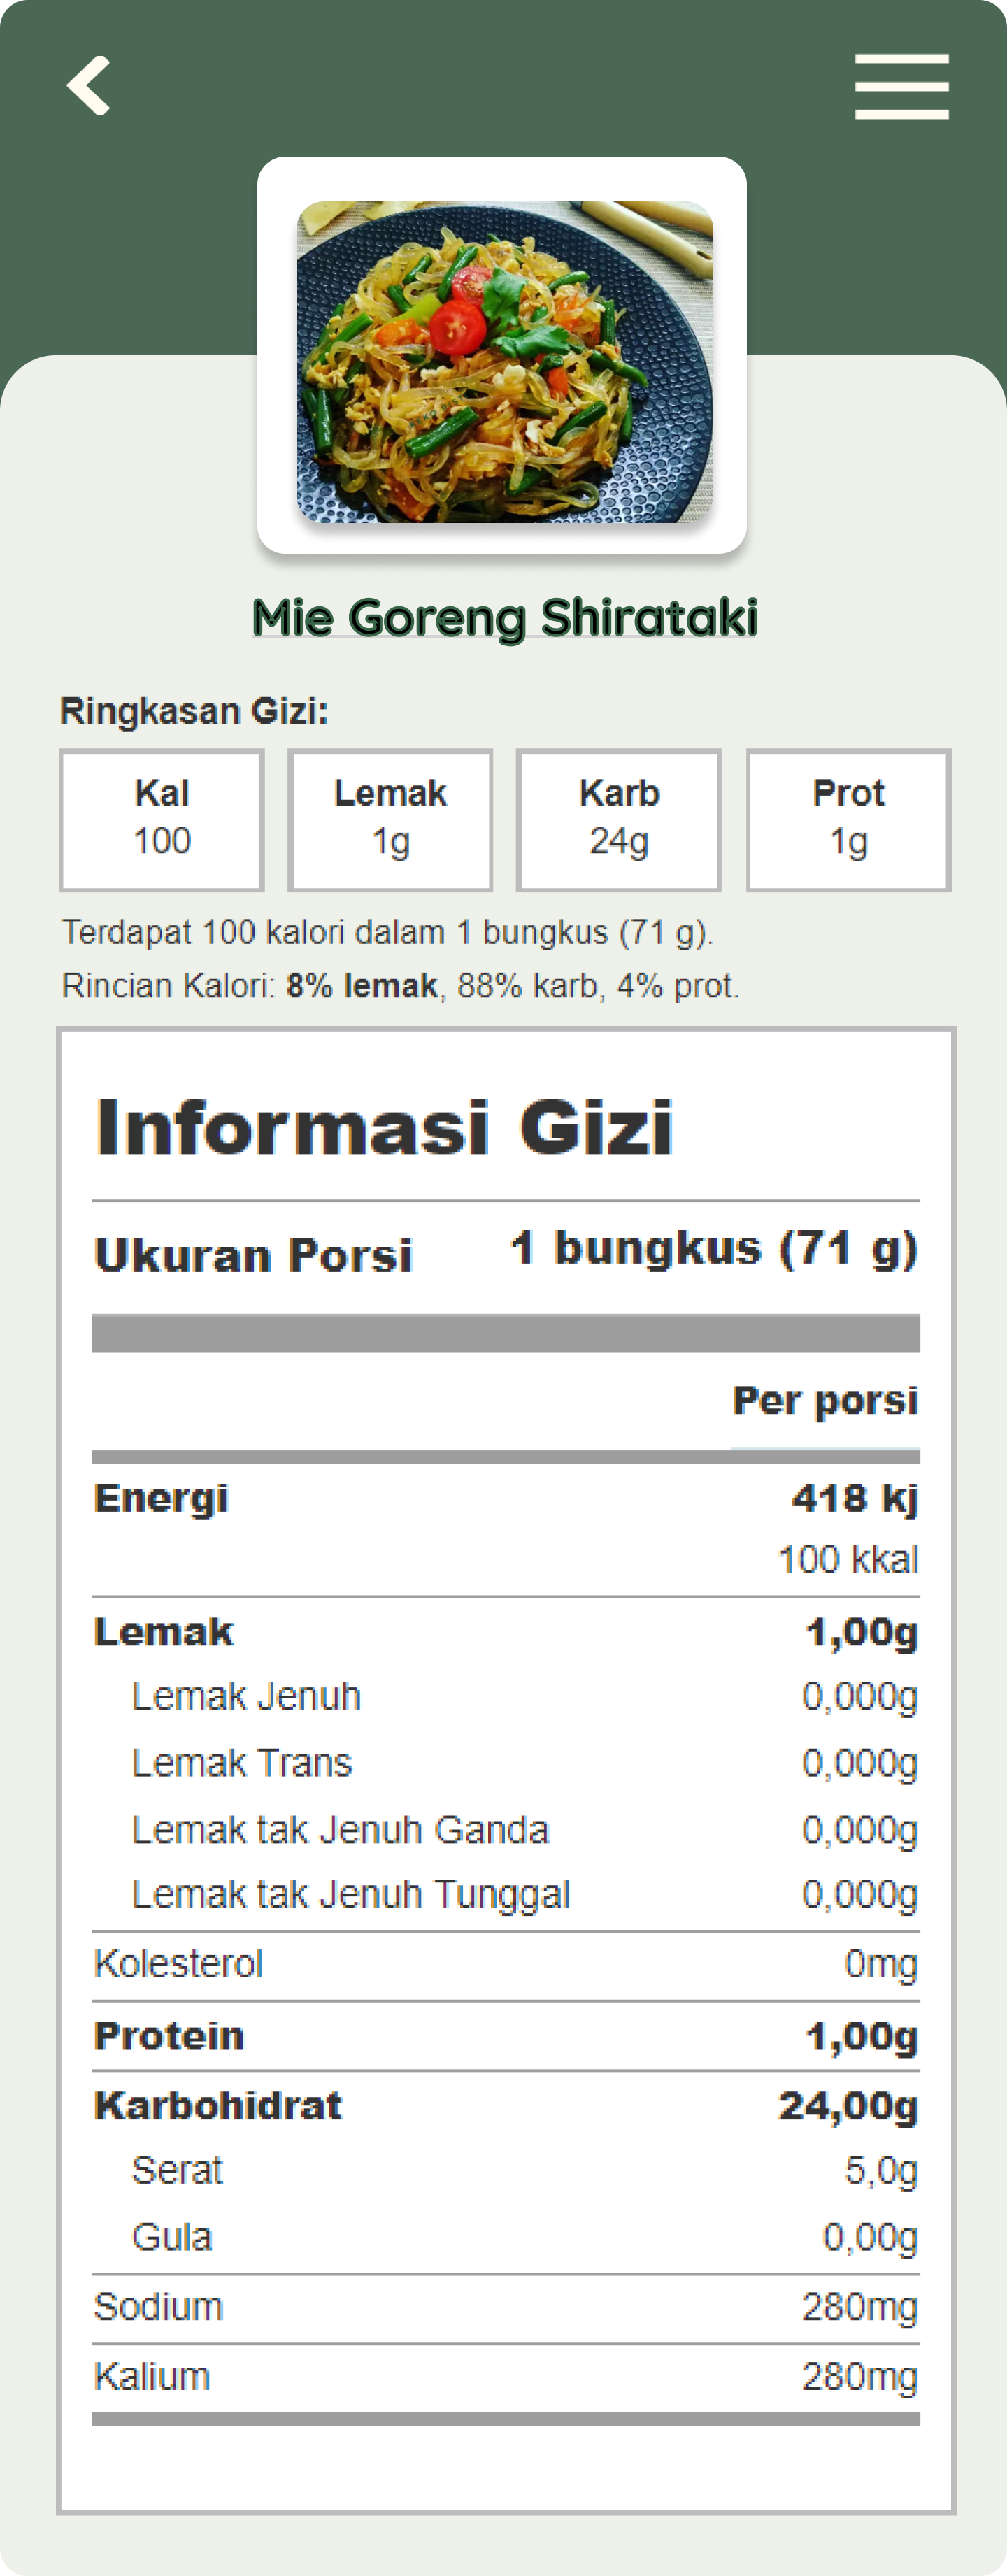 Mie Goreng Shirataki
Ringkasan Gizi:
Kal Lemak Karb Prot
100 1g 24g 1g
Terdapat 100 kalori dalam 1 bungkus (71 g).
Rincian Kalori: 8% lemak, 88% karb, 4% prot.
Informasi Gizi
Ukuran Porsi 1 bungkus (71 g)
Per porsi
Energi 418 kj
100 kkal
Lemak 1,00g
Lemak Jenuh 0,000g
Lemak Trans 0,000g
Lemak tak Jenuh Ganda 0,000g
Lemak tak Jenuh Tunggal 0,000g
Kolesterol 0mg
Protein 1,00g
Karbohidrat 24,00g
Serat 5,0g
Gula 0,00g
Sodium 280mg
Kalium 280mg